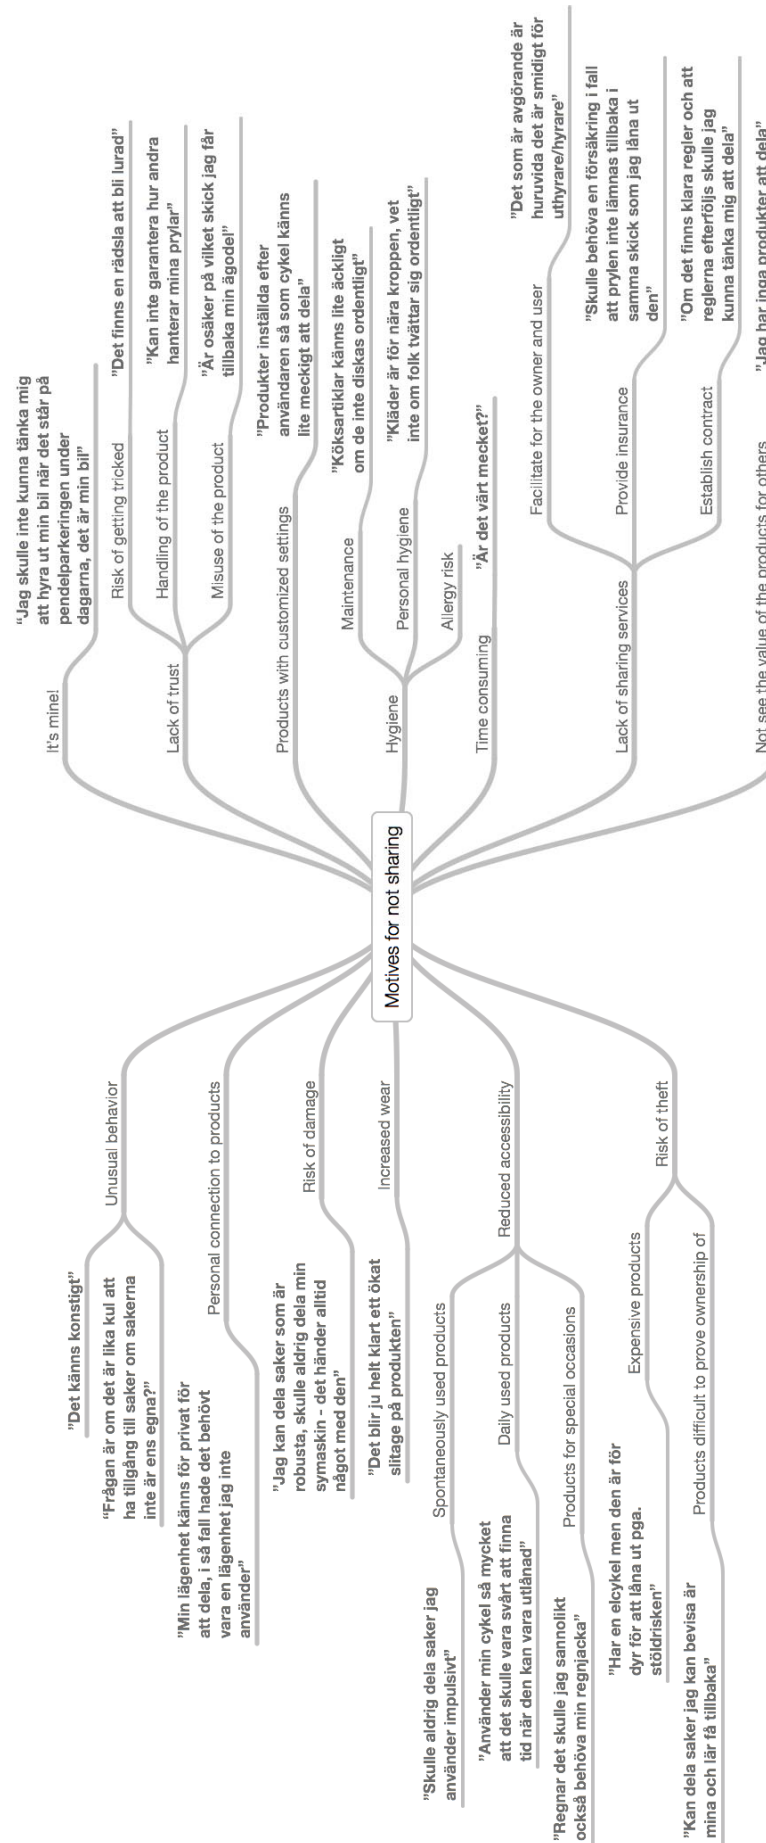 Motives for not sharing
It's mine!
“Jag skulle inte kunna tänka mig
att hyra ut min bil när det står på
pendelparkeringen under
dagarna, det är min bil”
Lack of trust
Risk of getting tricked
”Det finns en rädsla att bli lurad”
Handling of the product
”Kan inte garantera hur andra
hanterar mina prylar”
Misuse of the product
”Är osäker på vilket skick jag får
tillbaka min ägodel”
Products with customized settings
”Produkter inställda efter
användaren så som cykel känns
lite meckigt att dela”
Hygiene
Maintenance
”Köksartiklar känns lite äckligt
om de inte diskas ordentligt”
Personal hygiene
”Kläder är för nära kroppen, vet
inte om folk tvättar sig ordentligt”
Allergy risk
Time consuming
”Är det värt mecket?”
Lack of sharing services
Facilitate for the owner and user
”Det som är avgörande är
huruvida det är smidigt för
uthyrare/hyrare”
Provide insurance
”Skulle behöva en försäkring i fall
att prylen inte lämnas tillbaka i
samma skick som jag låna ut
den”
Establish contract
”Om det finns klara regler och att
reglerna efterföljs skulle jag
kunna tänka mig att dela”
Not see the value of the products for others
”Jag har inga produkter att dela”
Unusual behavior
”Det känns konstigt”
“Frågan är om det är lika kul att
ha tillgång till saker om sakerna
inte är ens egna?”
Personal connection to products
”Min lägenhet känns för privat för
att dela, i så fall hade det behövt
vara en lägenhet jag inte
använder”
Risk of damage
”Jag kan dela saker som är
robusta, skulle aldrig dela min
symaskin - det händer alltid
något med den”
Increased wear
”Det blir ju helt klart ett ökat
slitage på produkten”
Reduced accessibility
Spontaneously used products
”Skulle aldrig dela saker jag
använder impulsivt”
Daily used products
”Använder min cykel så mycket
att det skulle vara svårt att finna
tid när den kan vara utlånad”
Products for special occasions
”Regnar det skulle jag sannolikt
också behöva min regnjacka”
Risk of theft
Expensive products
”Har en elcykel men den är för
dyr för att låna ut pga.
stöldrisken”
Products difficult to prove ownership of
”Kan dela saker jag kan bevisa är
mina och lär få tillbaka”